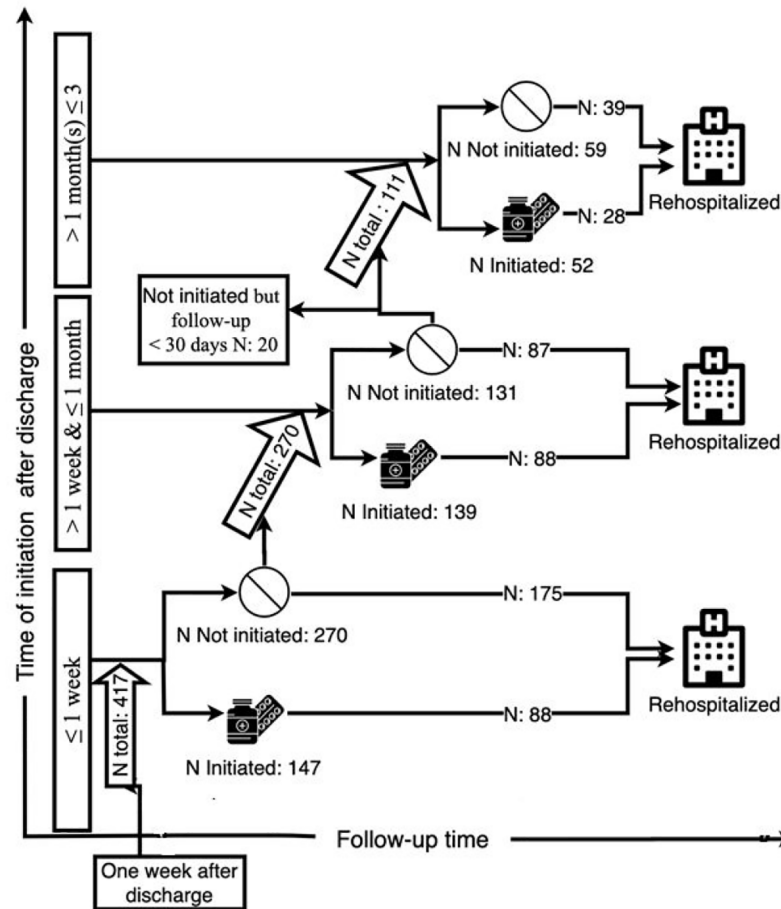 > 1 month(s) ≤ 3
N: 39
N Not initiated: 59
N total : 111
N: 28
Rehospitalized
N Initiated: 52
Not initiated but
follow-up
< 30 days N: 20
> 1 week & ≤ 1 month
N: 87
N Not initiated: 131
N total: 270
N: 88
Rehospitalized
N Initiated: 139
Time of initiation after discharge
≤ 1 week
N: 175
N Not initiated: 270
N total: 417
N: 88
Rehospitalized
N Initiated: 147
Follow-up time
One week after
discharge